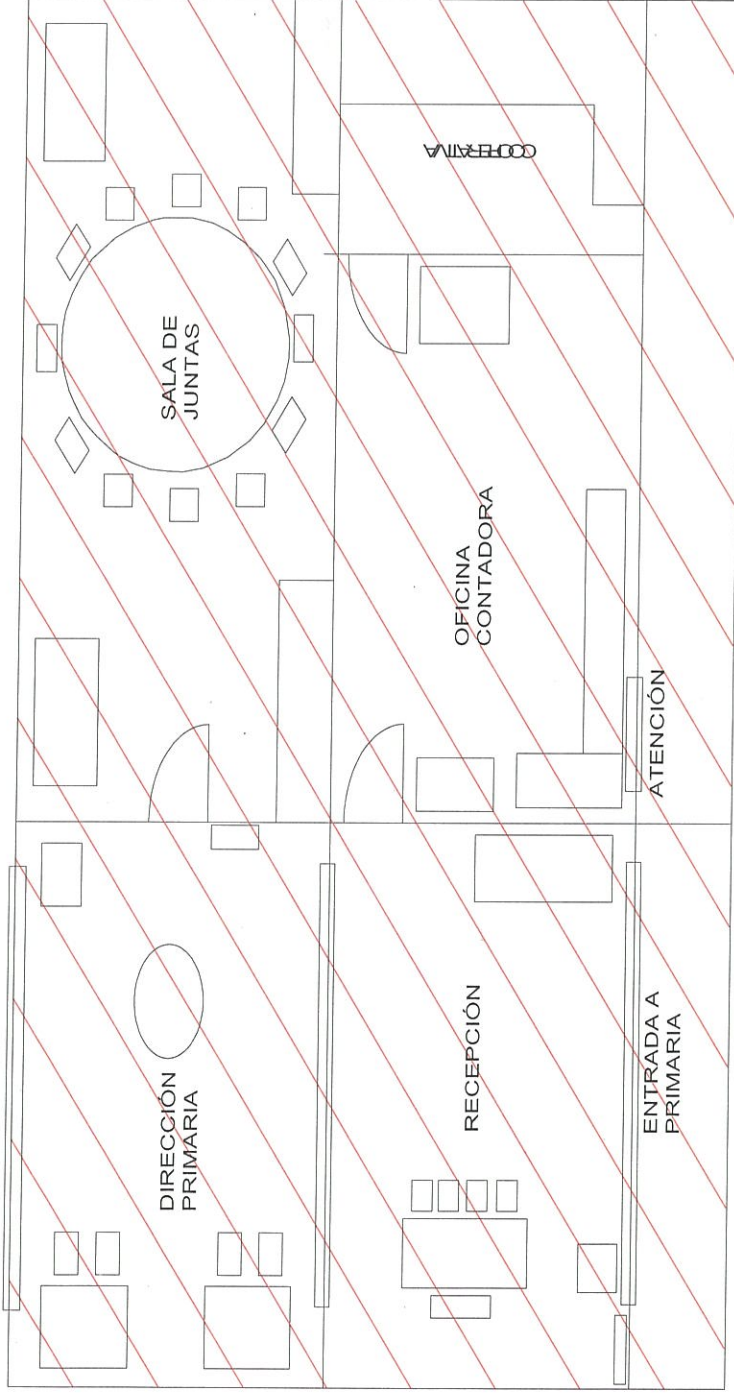 SALA DE
JUNTAS
COOPERATIVA
OFICINA
CONTADORA
ATENCIÓN
DIRECCIÓN
PRIMARIA
RECEPCIÓN
ENTRADA A
PRIMARIA